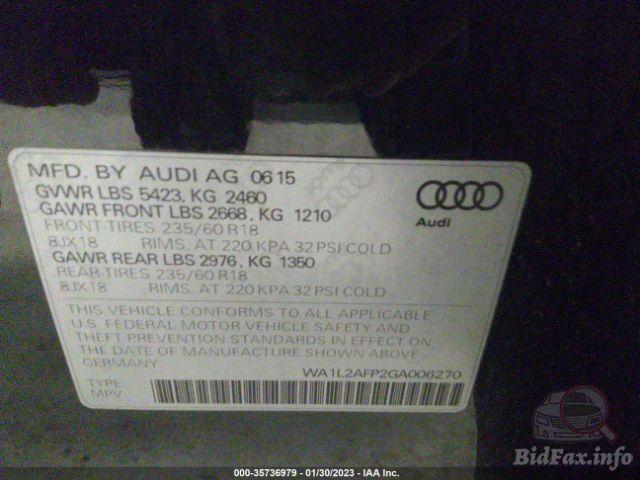 MFD. BY AUDI AG 0615
GVWR LBS 5423, KG 2460
GAWR FRONT LBS 2668, KG 1210
FRONT-TIRES 235/60 R18
8JX18 RIMS, AT 220 KPA 32 PSI COLD
GAWR REAR LBS 2976, KG 1350
REAR-TIRES 235/60 R18
8JX18 RIMS, AT 220 KPA 32 PSI COLD
Audi
THIS VEHICLE CONFORMS TO ALL APPLICABLE
U.S. FEDERAL MOTOR VEHICLE SAFETY AND
THEFT PREVENTION STANDARDS IN EFFECT ON
THE DATE OF MANUFACTURE SHOWN ABOVE.
GERMANY
WA1L2AFP2GA006270
TYPE
MPV
BidFax.info
000-35736979 - 01/30/2023 - IAA Inc.